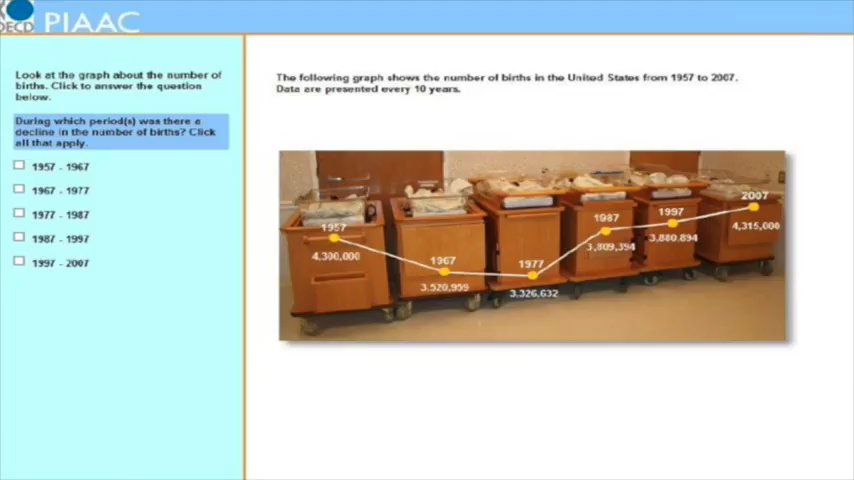 OECD PIAAC
Look at the graph about the number of
births. Click to answer the question
below.
During which period(s) was there a
decline in the number of births? Click
all that apply.
1957 - 1967
1967 - 1977
1977 - 1987
1987 - 1997
1997 - 2007
The following graph shows the number of births in the United States from 1957 to 2007.
Data are presented every 10 years.
1957
4,300,000
1967
3,520,959
1977
3,326,632
1987
3,809,394
1997
3,880,894
2007
4,315,000